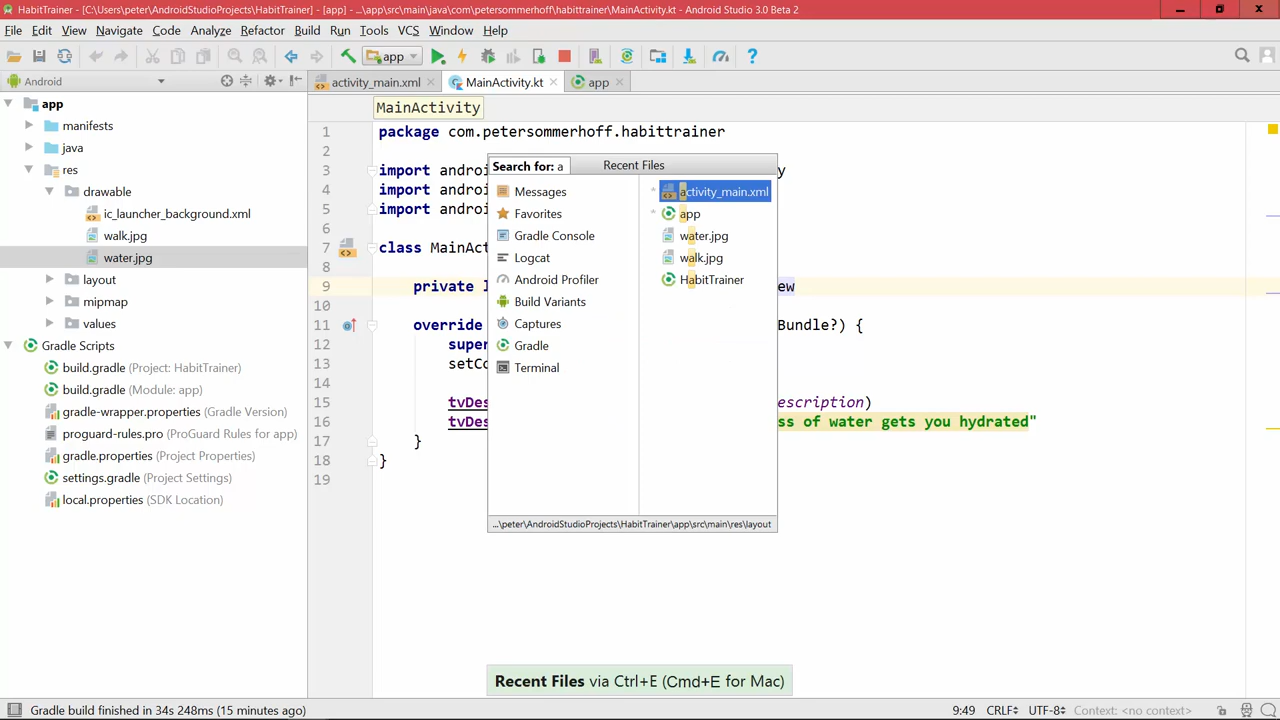 HabitTrainer - [C:\Users\peter\AndroidStudioProjects\HabitTrainer] - [app] - ...\app\src\main\java\com\petersommerhoff\habittrainer\MainActivity.kt - Android Studio 3.0 Beta 2
File Edit View Navigate Code Analyze Refactor Build Run Tools VCS Window Help
app
Android
activity_main.xml
MainActivity.kt
app
app
manifests
java
res
drawable
ic_launcher_background.xml
walk.jpg
water.jpg
layout
mipmap
values
Gradle Scripts
build.gradle (Project: HabitTrainer)
build.gradle (Module: app)
gradle-wrapper.properties (Gradle Version)
proguard-rules.pro (ProGuard Rules for app)
gradle.properties (Project Properties)
settings.gradle (Project Settings)
local.properties (SDK Location)
MainActivity
1 package com.petersommerhoff.habittrainer
2
3 import androi y
4 import androi
5 import androi
6
7 class MainAct
8
9 private l ew
10
11 override Bundle?) {
12 super
13 setCo
14
15 tvDes escription)
16 tvDes ss of water gets you hydrated"
17 }
18 }
19
Search for: a
Recent Files
Messages
Favorites
Gradle Console
Logcat
Android Profiler
Build Variants
Captures
Gradle
Terminal
activity_main.xml
app
water.jpg
walk.jpg
HabitTrainer
...\peter\AndroidStudioProjects\HabitTrainer\app\src\main\res\layout
Recent Files via Ctrl+E (Cmd+E for Mac)
Gradle build finished in 34s 248ms (15 minutes ago)
9:49 CRLF UTF-8 Context: <no context>